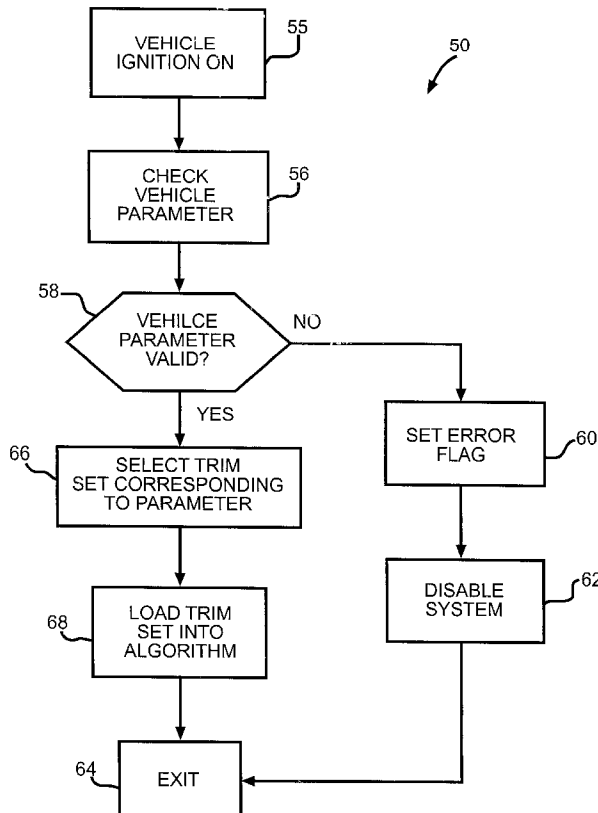 VEHICLE
IGNITION ON
55
50
CHECK
VEHICLE
PARAMETER
56
58
VEHILCE
PARAMETER
VALID?
NO
YES
66
SELECT TRIM
SET CORRESPONDING
TO PARAMETER
SET ERROR
FLAG
60
68
LOAD TRIM
SET INTO
ALGORITHM
DISABLE
SYSTEM
62
64
EXIT